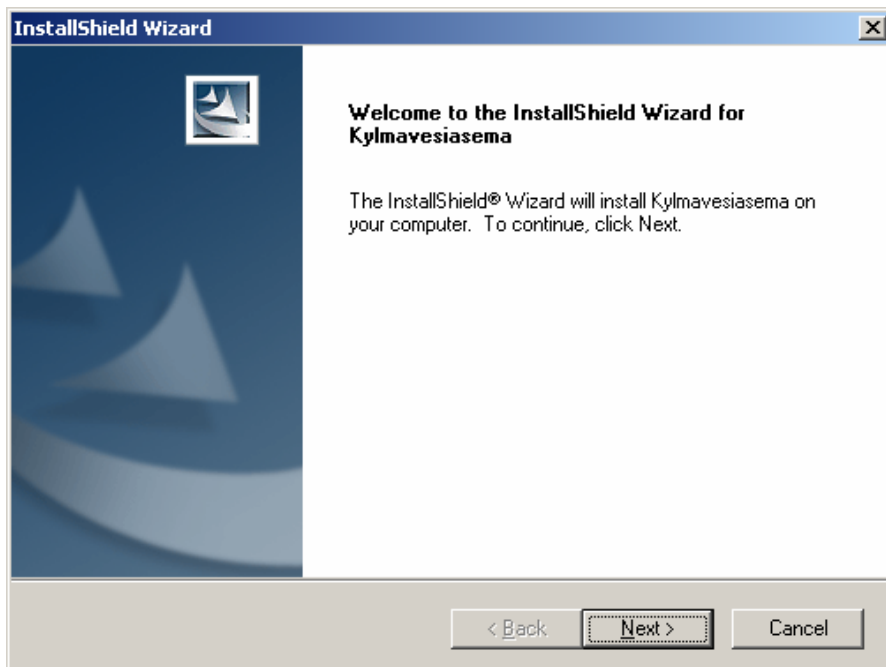 InstallShield Wizard
Welcome to the InstallShield Wizard for
Kylmavesiasema
The InstallShield® Wizard will install Kylmavesiasema on
your computer. To continue, click Next.
< Back Next > Cancel